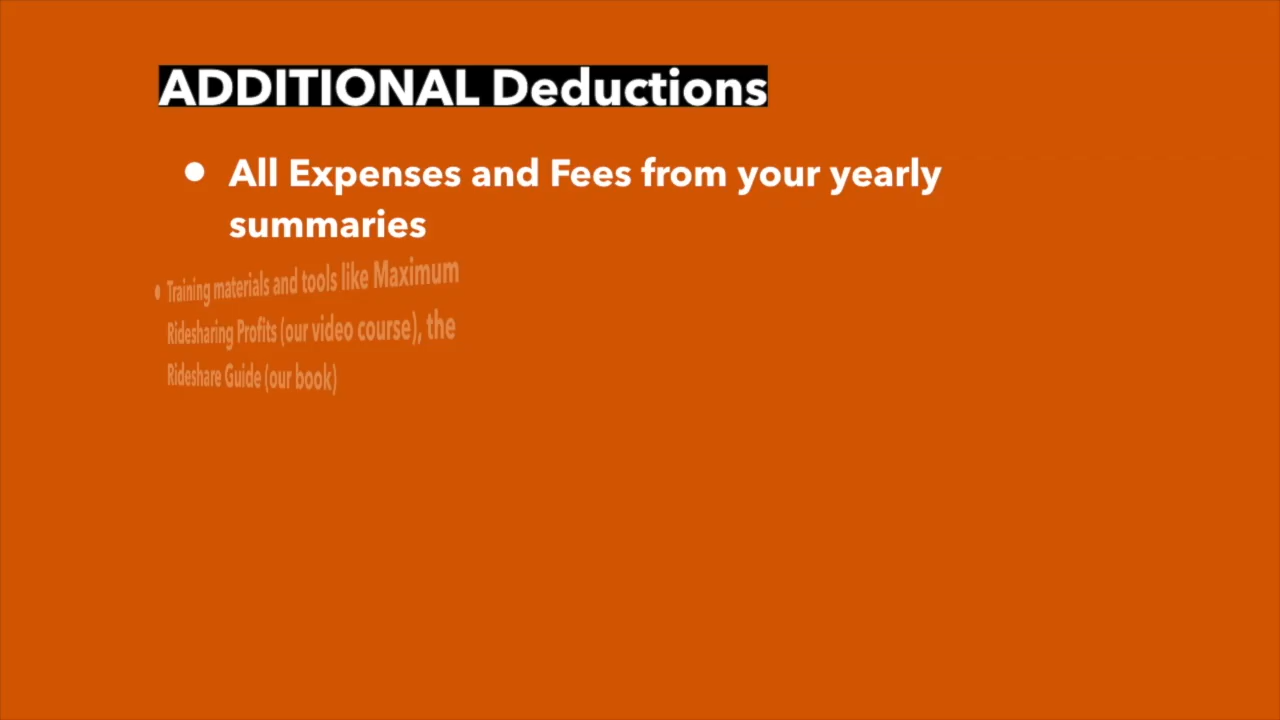 ADDITIONAL Deductions
• All Expenses and Fees from your yearly
summaries
• Training materials and tools like Maximum
Ridesharing Profits (our video course), the
Rideshare Guide (our book)